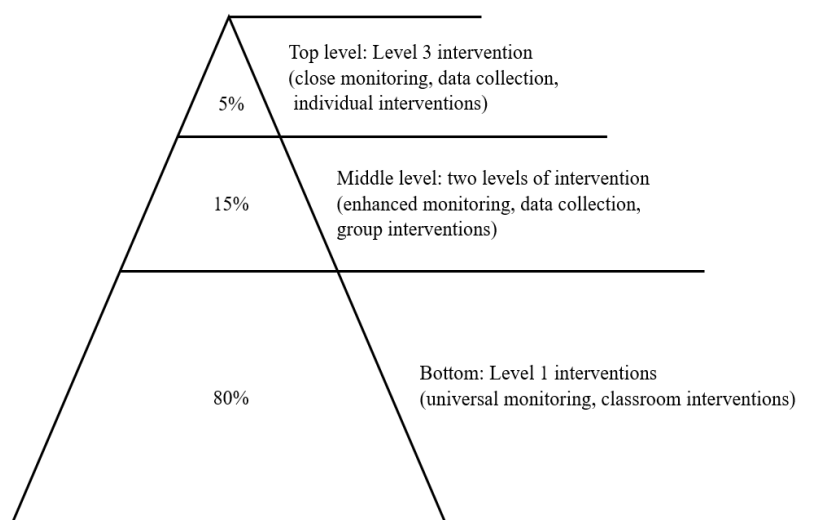 Top level: Level 3 intervention
(close monitoring, data collection,
individual interventions)
5%
Middle level: two levels of intervention
(enhanced monitoring, data collection,
group interventions)
15%
Bottom: Level 1 interventions
(universal monitoring, classroom interventions)
80%